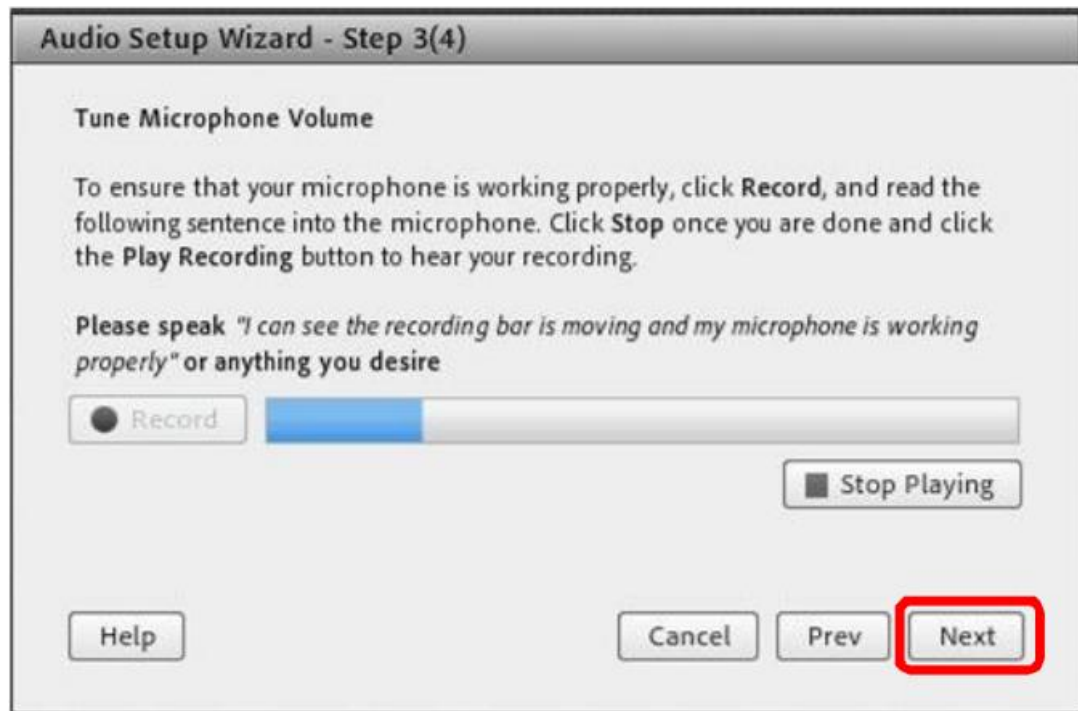 Audio Setup Wizard - Step 3(4)
Tune Microphone Volume
To ensure that your microphone is working properly, click Record, and read the
following sentence into the microphone. Click Stop once you are done and click
the Play Recording button to hear your recording.
Please speak "I can see the recording bar is moving and my microphone is working
properly" or anything you desire
Record
Stop Playing
Help Cancel Prev Next